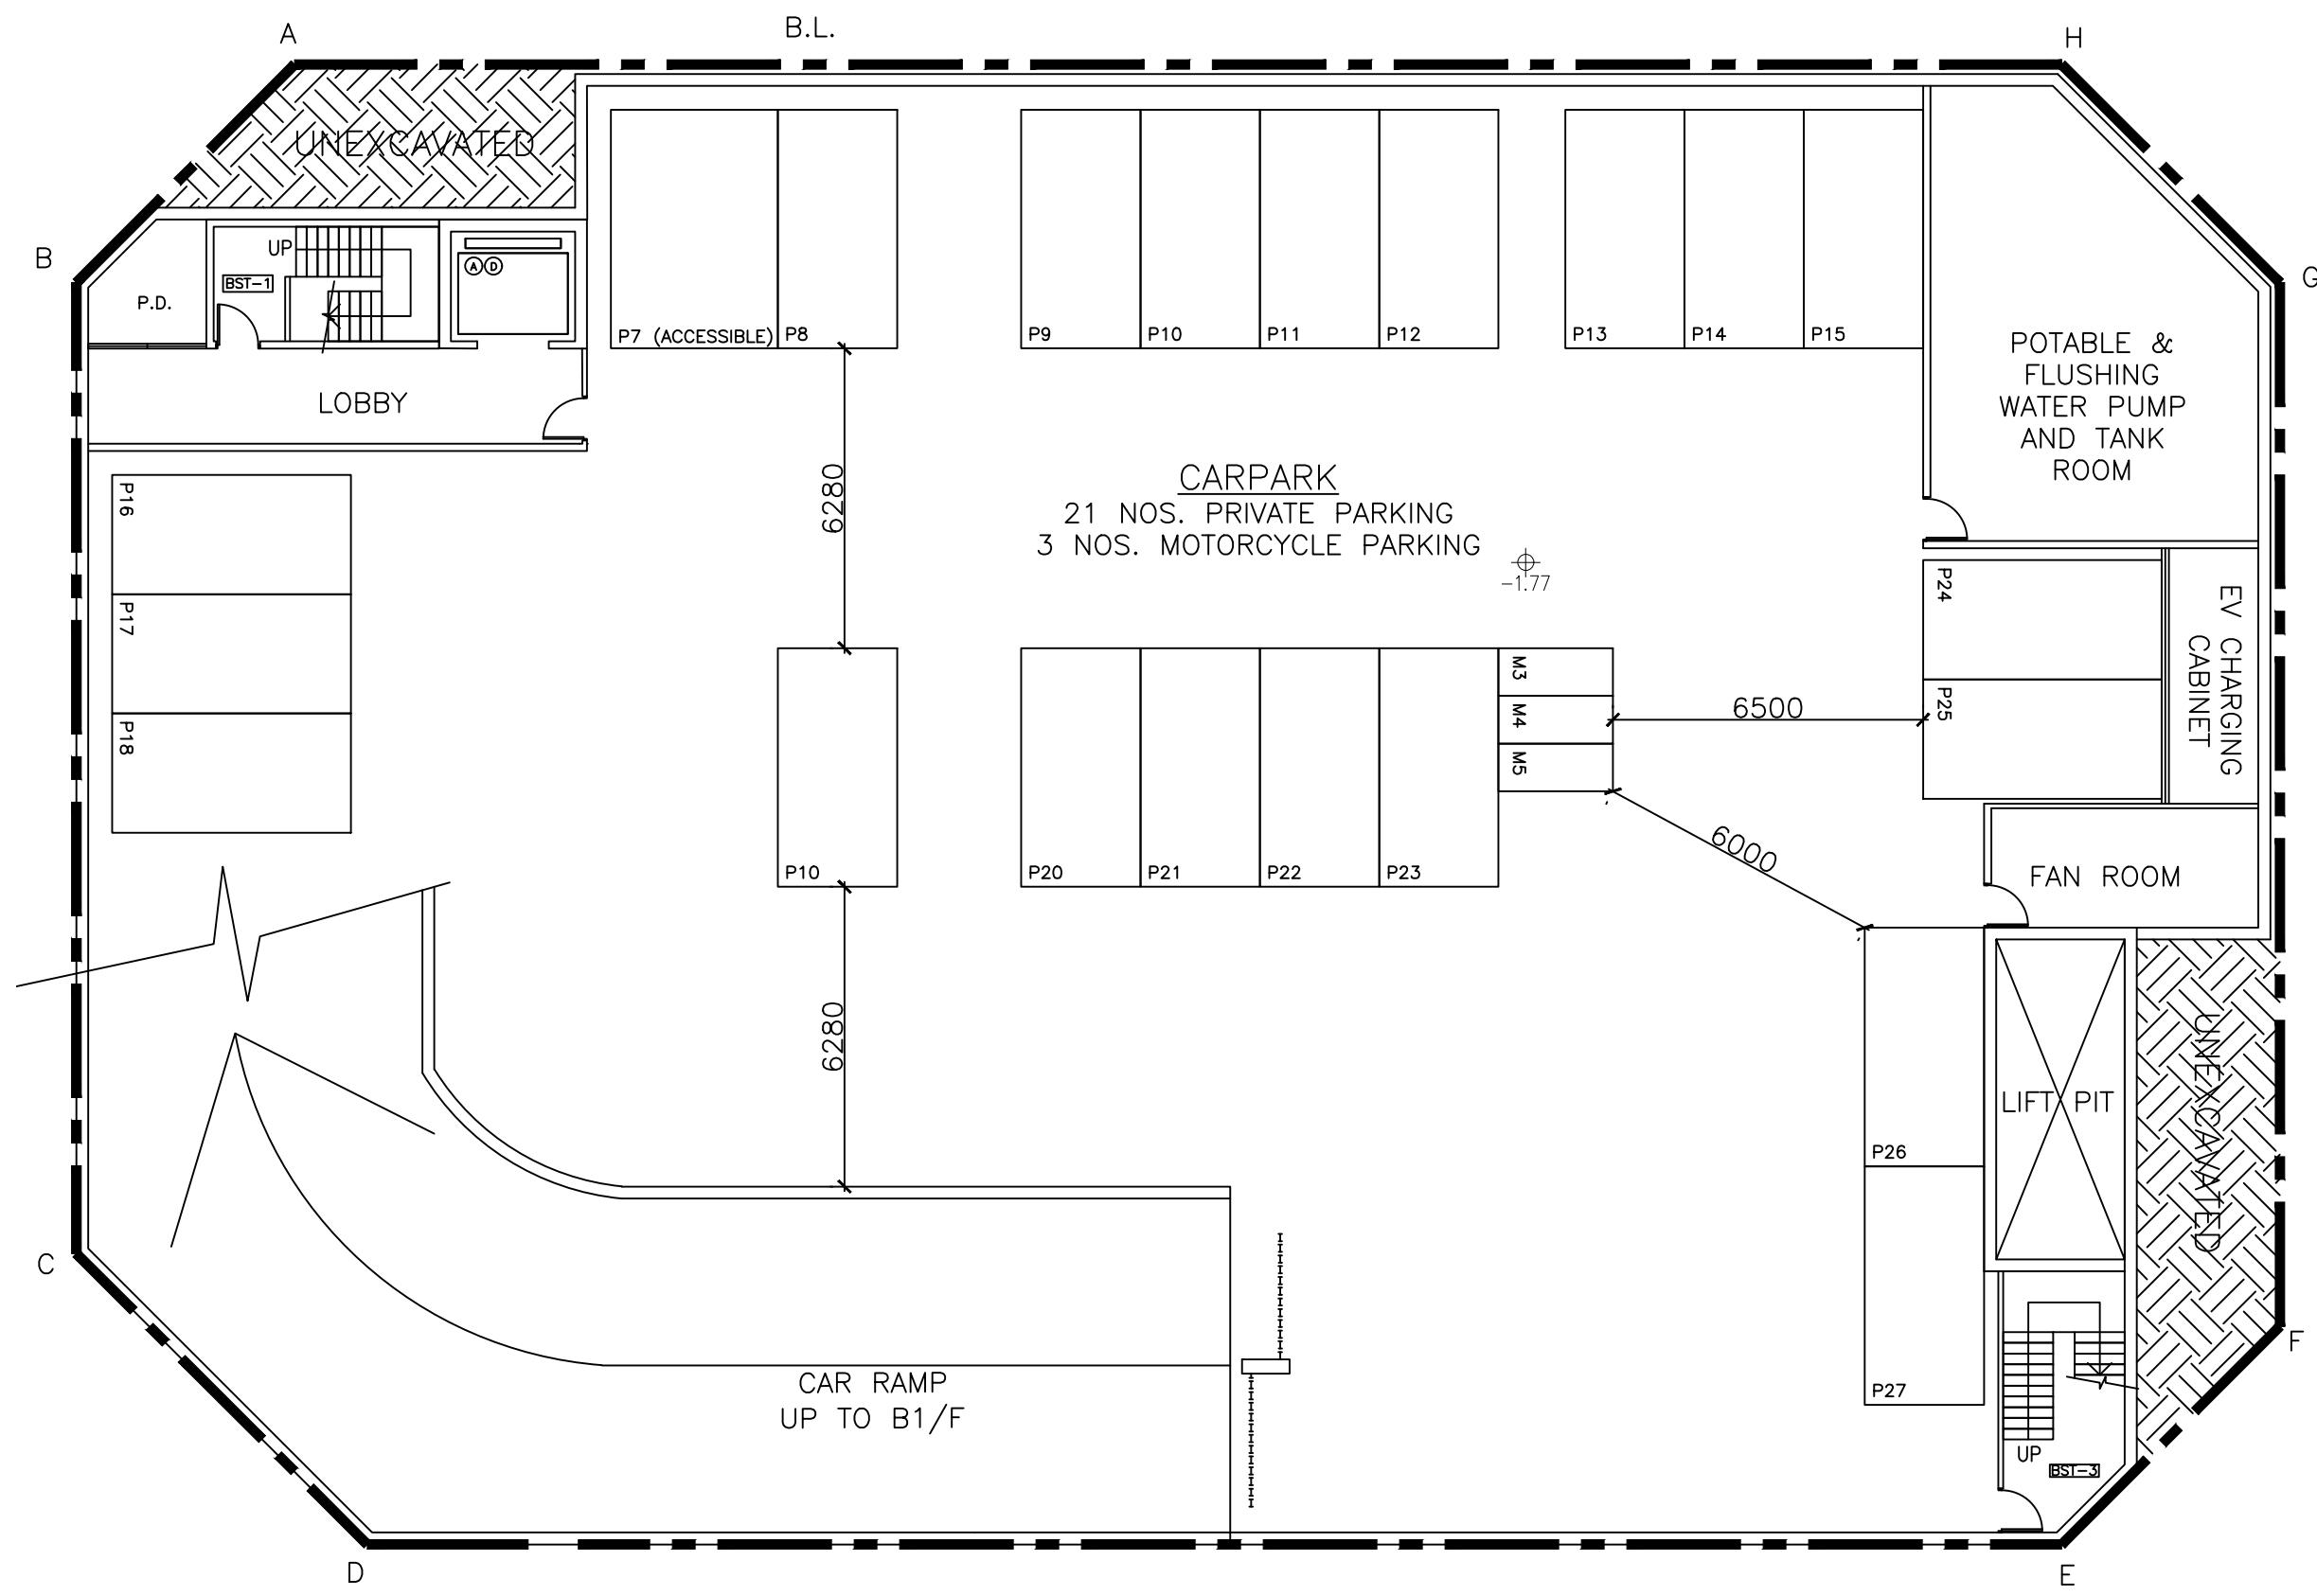 A
B.L.
H
UNEXCAVATED
B
UP
BST-1
A D
P.D.
P7 (ACCESSIBLE)
P8
P9
P10
P11
P12
P13
P14
P15
G
POTABLE &
FLUSHING
WATER PUMP
AND TANK
ROOM
LOBBY
6280
CARPARK
21 NOS. PRIVATE PARKING
3 NOS. MOTORCYCLE PARKING
-1.77
P16
P17
P18
P24
P25
EV CHARGING
CABINET
M3
M4
M5
6500
6000
P10
P20
P21
P22
P23
FAN ROOM
6280
UNEXCAVATED
LIFT PIT
P26
P27
C
F
CAR RAMP
UP TO B1/F
UP
BST-3
D
E